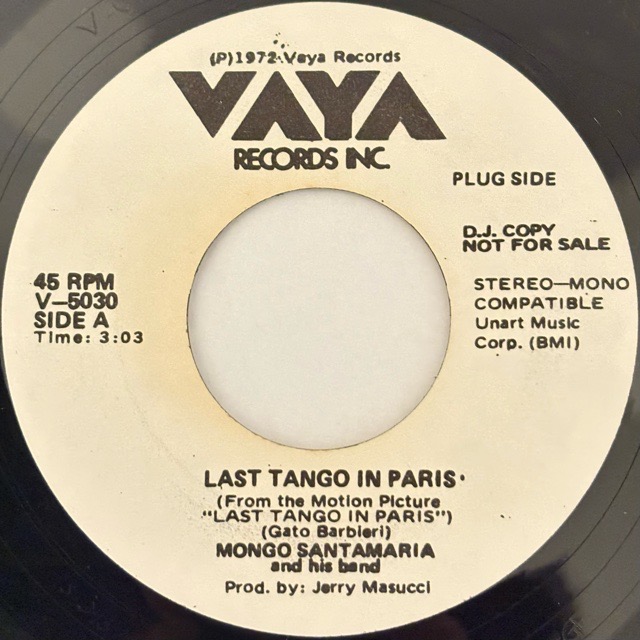 (P)1972 Vaya Records
VAYA
RECORDS INC.
PLUG SIDE
D.J. COPY
NOT FOR SALE
45 RPM
V-5030
SIDE A
Time: 3:03
STEREO-MONO
COMPATIBLE
Unart Music
Corp. (BMI)
LAST TANGO IN PARIS
(From the Motion Picture
"LAST TANGO IN PARIS")
(Gato Barbieri)
MONGO SANTAMARIA
and his band
Prod. by: Jerry Masucci